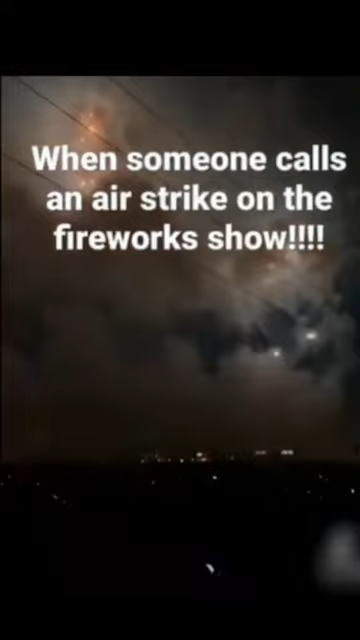 When someone calls
an air strike on the
fireworks show!!!!